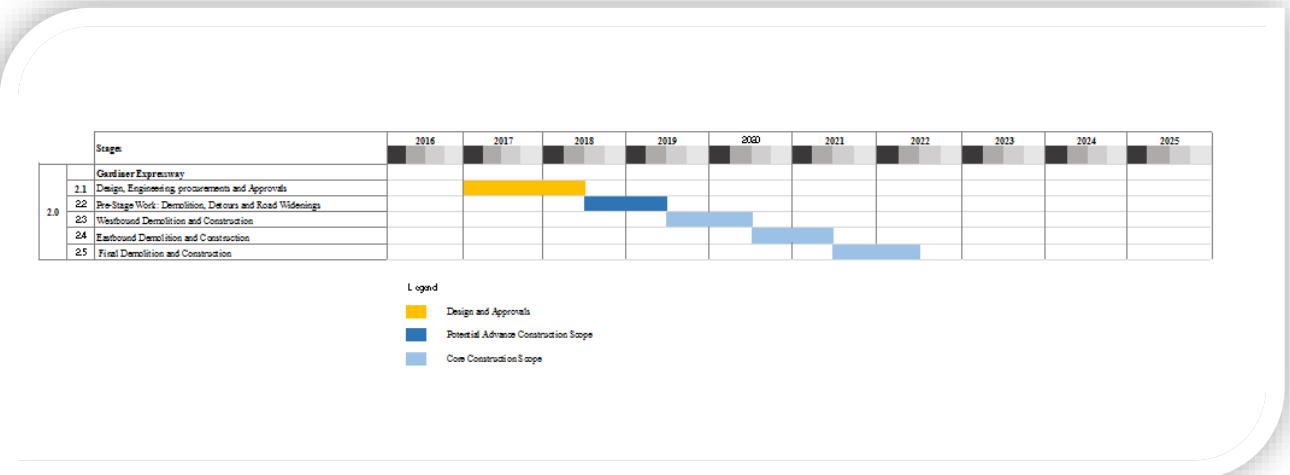 Stage: 2016 2017 2018 2019 2020 2021 2022 2023 2024 2025
2.0
Gardiner Expressway
2.1 Design, Engineering, procurements and Approvals
2.2 Pre-Stage Work: Demolition, Detours and Road Widenings
2.3 Westbound Demolition and Construction
2.4 Eastbound Demolition and Construction
2.5 Final Demolition and Construction
Legend
Design and Approvals
Potential Advance Construction Scope
Core Construction Scope